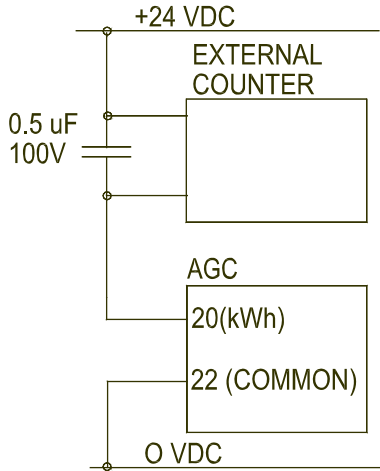 +24 VDC
EXTERNAL
COUNTER
0.5 uF
100V
AGC
20(kWh)
22 (COMMON)
O VDC